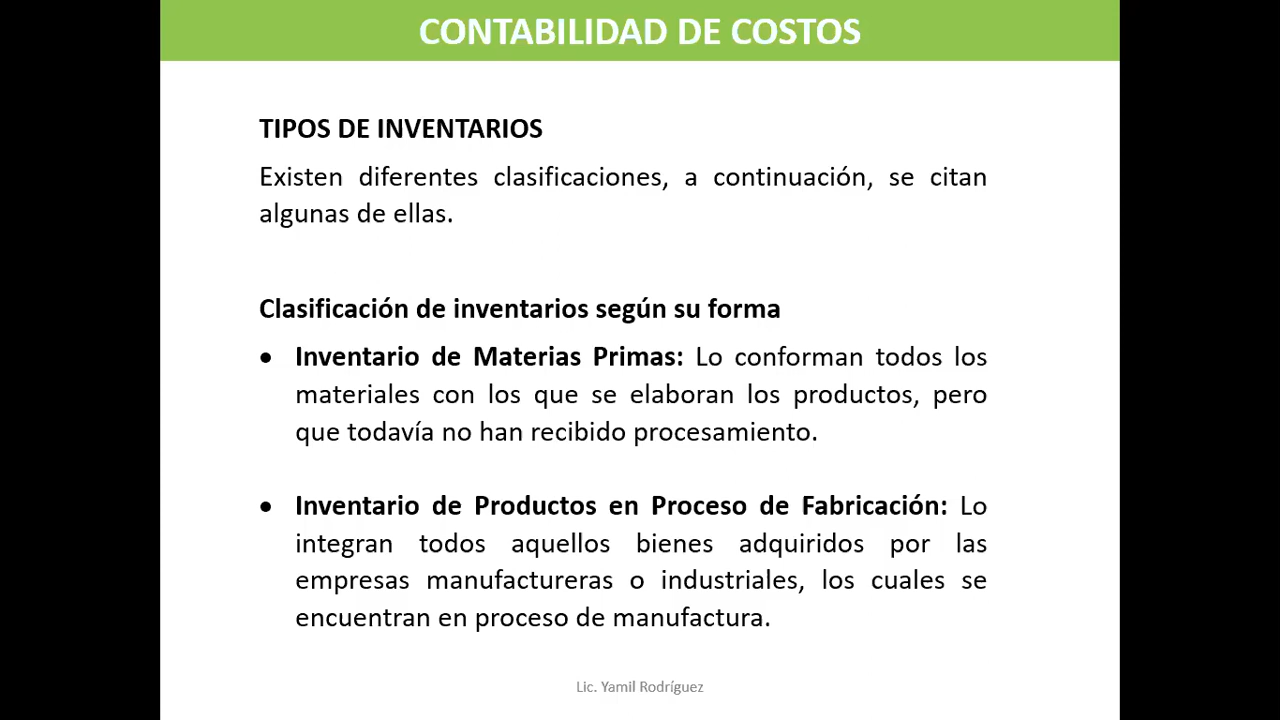 CONTABILIDAD DE COSTOS
TIPOS DE INVENTARIOS
Existen diferentes clasificaciones, a continuación, se citan
algunas de ellas.
Clasificación de inventarios según su forma
• Inventario de Materias Primas: Lo conforman todos los
materiales con los que se elaboran los productos, pero
que todavía no han recibido procesamiento.
• Inventario de Productos en Proceso de Fabricación: Lo
integran todos aquellos bienes adquiridos por las
empresas manufactureras o industriales, los cuales se
encuentran en proceso de manufactura.
Lic. Yamil Rodríguez